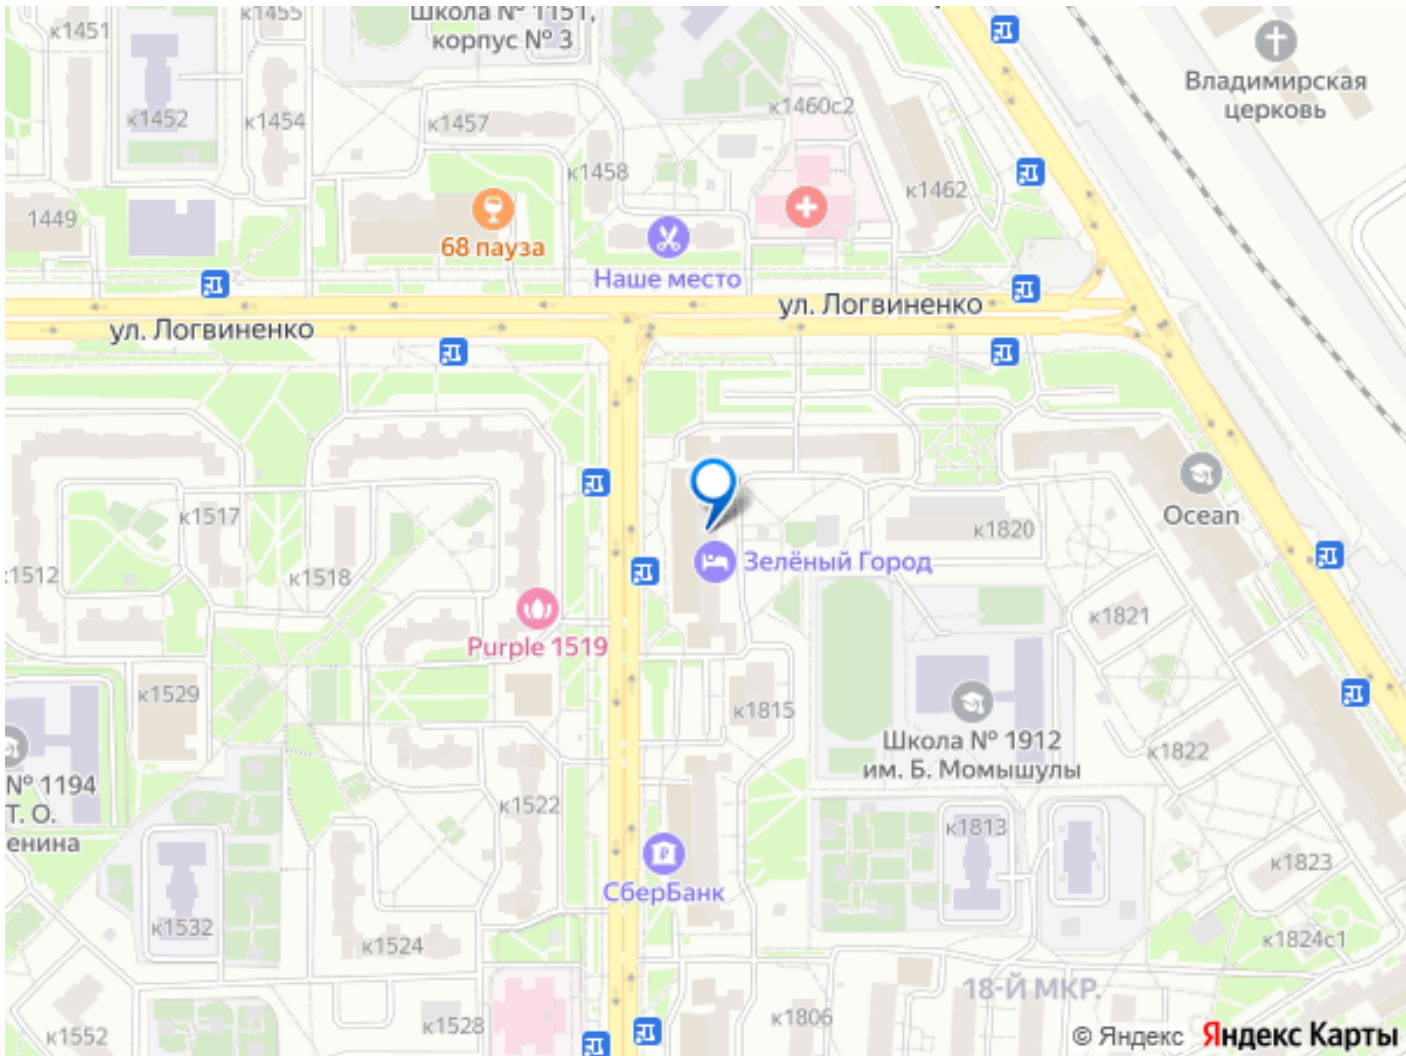 к1451
к1455
Школа № 1151,
корпус № 3
Владимирская
церковь
к1452
к1454
к1457
к1460с2
к1458
к1462
1449
68 пауза
Наше место
ул. Логвиненко
ул. Логвиненко
к1517
к1820
Ocean
к1512
к1518
Зелёный Город
к1821
Purple 1519
к1529
к1815
Школа № 1912
им. Б. Момышулы
к1822
№ 1194
Т. О.
енина
к1522
к1813
к1823
СберБанк
к1532
к1524
к1824с1
18-Й МКР.
к1552
к1528
к1806
© Яндекс Яндекс Карты